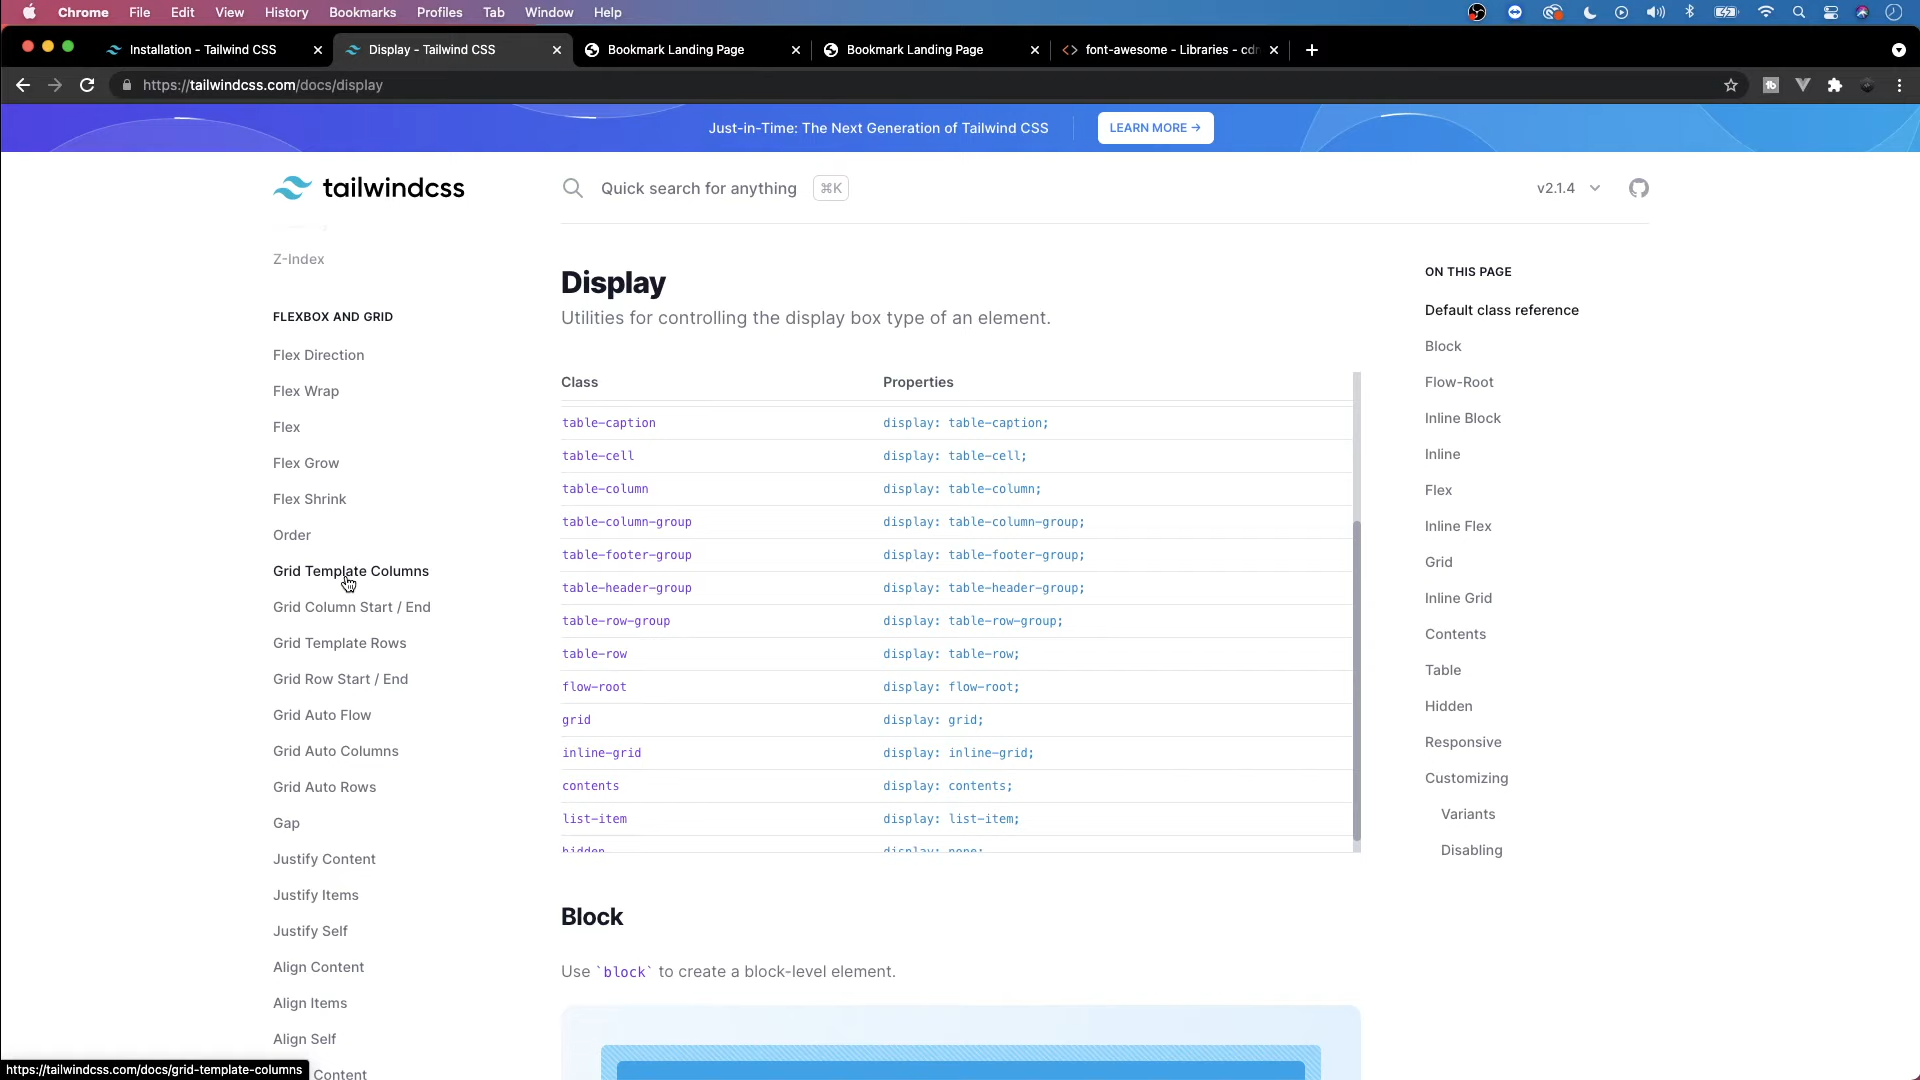 Chrome File Edit View History Bookmarks Profiles Tab Window Help
Installation - Tailwind CSS
Display - Tailwind CSS
Bookmark Landing Page
Bookmark Landing Page
font-awesome - Libraries - cdn
https://tailwindcss.com/docs/display
Just-in-Time: The Next Generation of Tailwind CSS
LEARN MORE →
tailwindcss
Quick search for anything ⌘K
v2.1.4
Z-Index
FLEXBOX AND GRID
Flex Direction
Flex Wrap
Flex
Flex Grow
Flex Shrink
Order
Grid Template Columns
Grid Column Start / End
Grid Template Rows
Grid Row Start / End
Grid Auto Flow
Grid Auto Columns
Grid Auto Rows
Gap
Justify Content
Justify Items
Justify Self
Align Content
Align Items
Align Self
Content
https://tailwindcss.com/docs/grid-template-columns
Display
Utilities for controlling the display box type of an element.
Class Properties
table-caption display: table-caption;
table-cell display: table-cell;
table-column display: table-column;
table-column-group display: table-column-group;
table-footer-group display: table-footer-group;
table-header-group display: table-header-group;
table-row-group display: table-row-group;
table-row display: table-row;
flow-root display: flow-root;
grid display: grid;
inline-grid display: inline-grid;
contents display: contents;
list-item display: list-item;
hidden display: none;
Block
Use `block` to create a block-level element.
ON THIS PAGE
Default class reference
Block
Flow-Root
Inline Block
Inline
Flex
Inline Flex
Grid
Inline Grid
Contents
Table
Hidden
Responsive
Customizing
Variants
Disabling